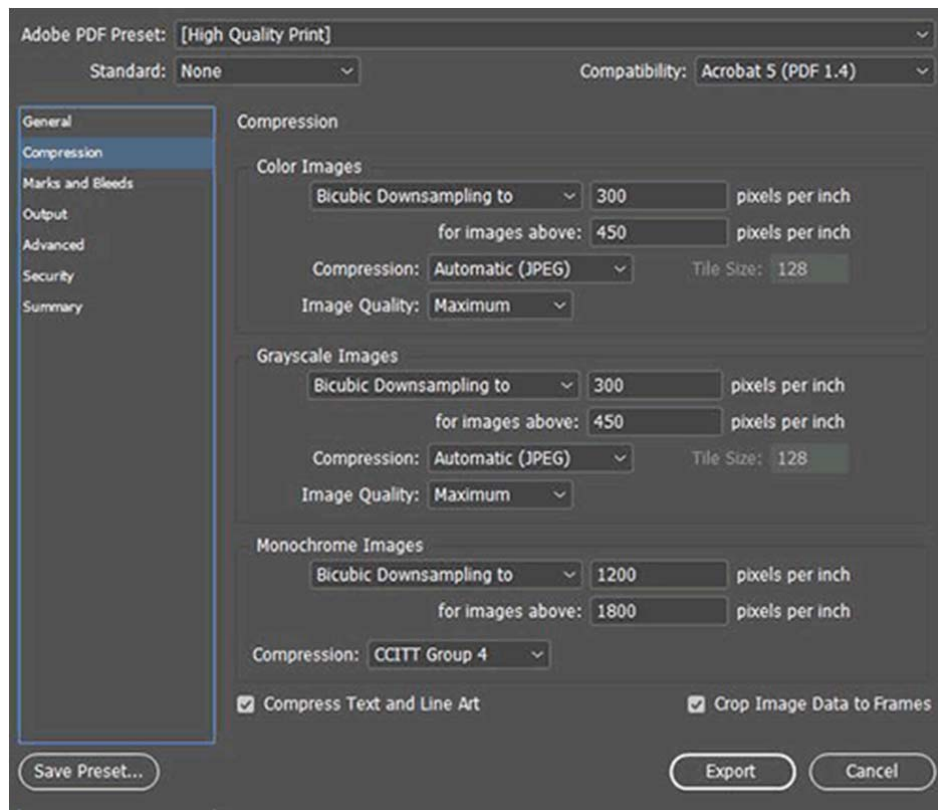 Adobe PDF Preset: [High Quality Print]
Standard: None Compatibility: Acrobat 5 (PDF 1.4)
General
Compression
Marks and Bleeds
Output
Advanced
Security
Summary
Compression
Color Images
Bicubic Downsampling to 300 pixels per inch
for images above: 450 pixels per inch
Compression: Automatic (JPEG) Tile Size: 128
Image Quality: Maximum
Grayscale Images
Bicubic Downsampling to 300 pixels per inch
for images above: 450 pixels per inch
Compression: Automatic (JPEG) Tile Size: 128
Image Quality: Maximum
Monochrome Images
Bicubic Downsampling to 1200 pixels per inch
for images above: 1800 pixels per inch
Compression: CCITT Group 4
Compress Text and Line Art Crop Image Data to Frames
Save Preset... Export Cancel